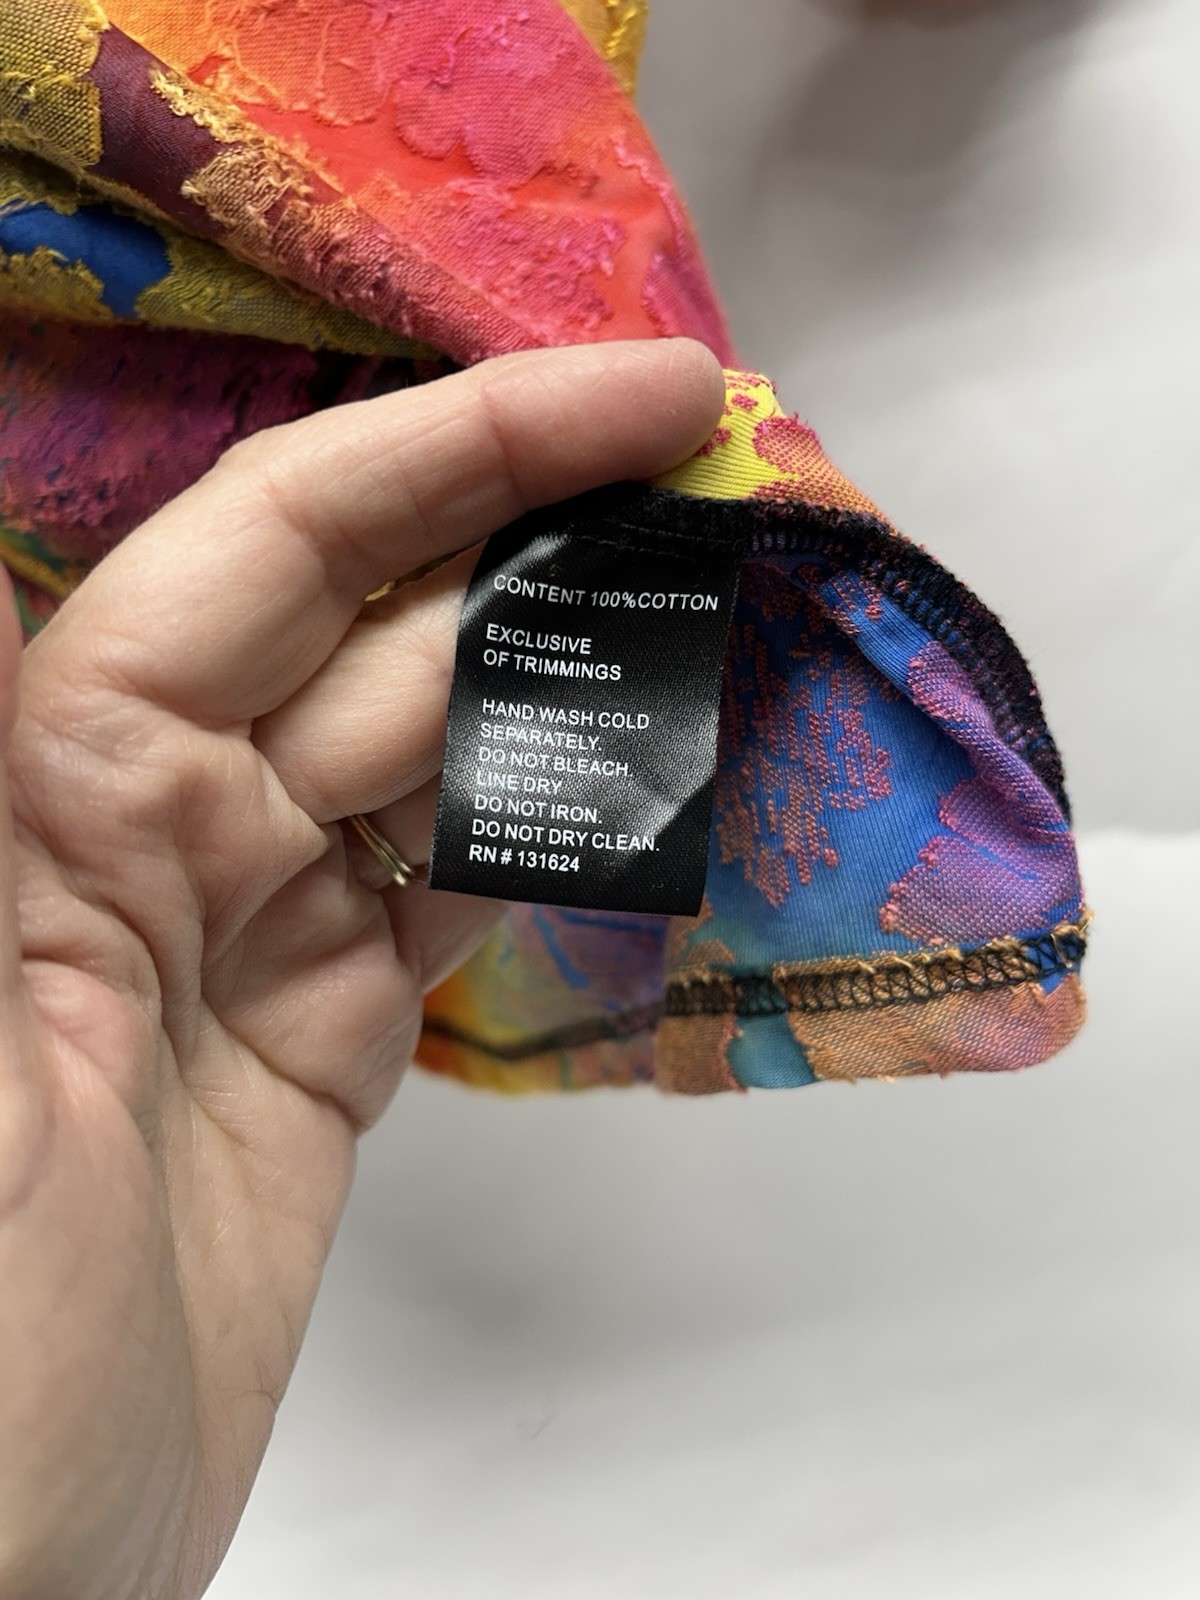 CONTENT 100%COTTON
EXCLUSIVE
OF TRIMMINGS
HAND WASH COLD
SEPARATELY.
DO NOT BLEACH.
LINE DRY
DO NOT IRON.
DO NOT DRY CLEAN.
RN # 131624